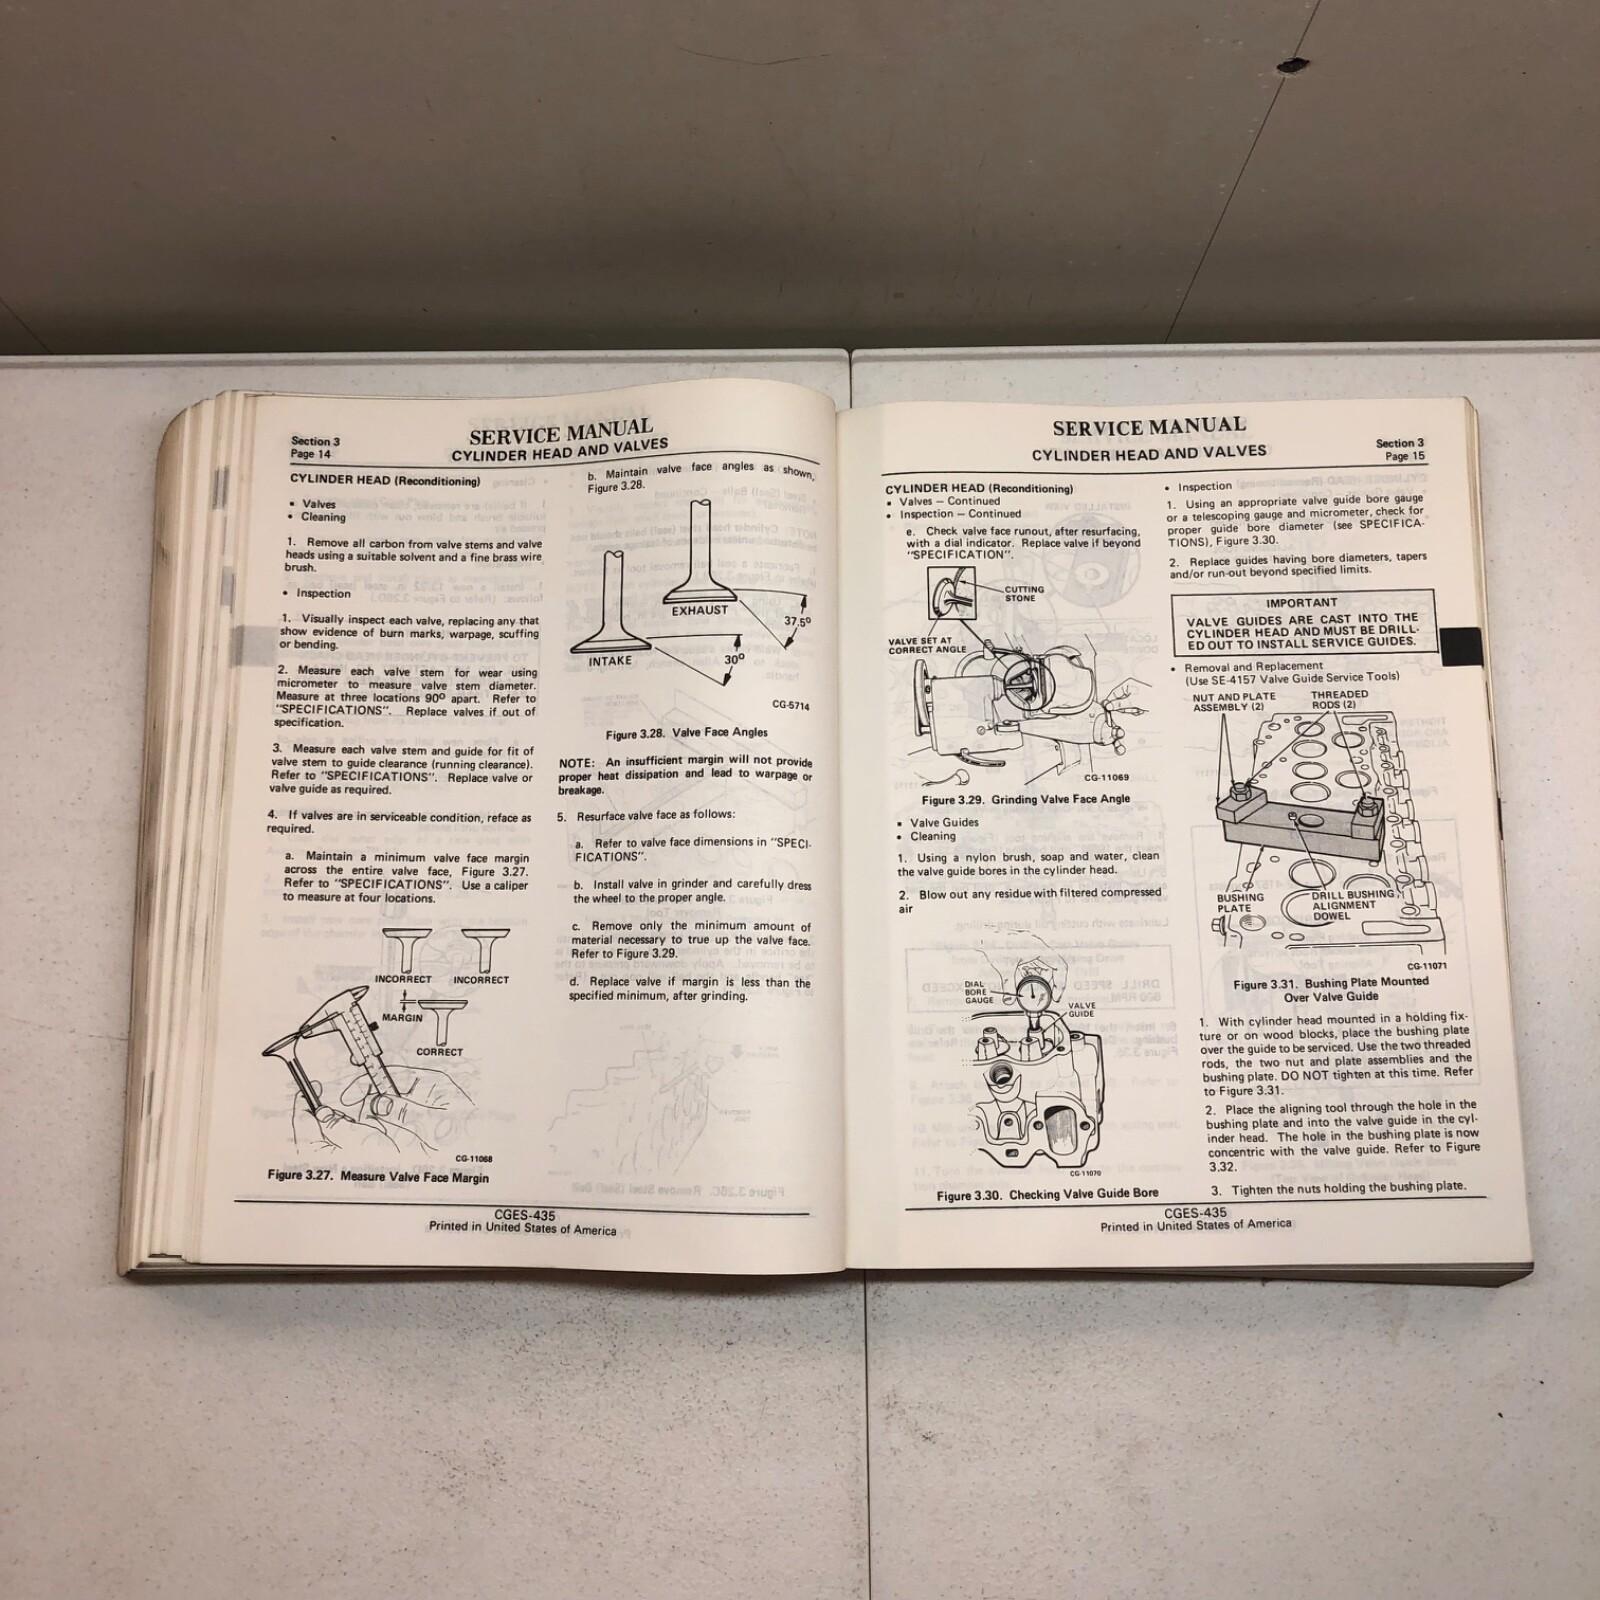 Section 3
Page 14
SERVICE MANUAL
CYLINDER HEAD AND VALVES
CYLINDER HEAD (Reconditioning)
• Valves
• Cleaning
1. Remove all carbon from valve stems and valve
heads using a suitable solvent and a fine brass wire
brush.
• Inspection
1. Visually inspect each valve, replacing any that
show evidence of burn marks, warpage, scuffing
or bending.
2. Measure each valve stem for wear using
micrometer to measure valve stem diameter.
Measure at three locations 90º apart. Refer to
"SPECIFICATIONS". Replace valves if out of
specification.
3. Measure each valve stem and guide for fit of
valve stem to guide clearance (running clearance).
Refer to "SPECIFICATIONS". Replace valve or
valve guide as required.
4. If valves are in serviceable condition, reface as
required.
a. Maintain a minimum valve face margin
across the entire valve face, Figure 3.27.
Refer to "SPECIFICATIONS". Use a caliper
to measure at four locations.
INCORRECT INCORRECT
MARGIN
CORRECT
CG-11068
Figure 3.27. Measure Valve Face Margin
b. Maintain valve face angles as shown,
Figure 3.28.
EXHAUST
37.5º
INTAKE
30º
CG-5714
Figure 3.28. Valve Face Angles
NOTE: An insufficient margin will not provide
proper heat dissipation and lead to warpage or
breakage.
5. Resurface valve face as follows:
a. Refer to valve face dimensions in "SPECI-
FICATIONS".
b. Install valve in grinder and carefully dress
the wheel to the proper angle.
c. Remove only the minimum amount of
material necessary to true up the valve face.
Refer to Figure 3.29.
d. Replace valve if margin is less than the
specified minimum, after grinding.
CGES-435
Printed in United States of America
SERVICE MANUAL
CYLINDER HEAD AND VALVES
Section 3
Page 15
CYLINDER HEAD (Reconditioning)
• Valves – Continued
• Inspection – Continued
e. Check valve face runout, after resurfacing,
with a dial indicator. Replace valve if beyond
"SPECIFICATION".
CUTTING
STONE
VALVE SET AT
CORRECT ANGLE
CG-11069
Figure 3.29. Grinding Valve Face Angle
• Valve Guides
• Cleaning
1. Using a nylon brush, soap and water, clean
the valve guide bores in the cylinder head.
2. Blow out any residue with filtered compressed
air
DIAL
BORE
GAUGE
VALVE
GUIDE
CG-11070
Figure 3.30. Checking Valve Guide Bore
• Inspection
1. Using an appropriate valve guide bore gauge
or a telescoping gauge and micrometer, check for
proper guide bore diameter (see SPECIFICA-
TIONS), Figure 3.30.
2. Replace guides having bore diameters, tapers
and/or run-out beyond specified limits.
IMPORTANT
VALVE GUIDES ARE CAST INTO THE
CYLINDER HEAD AND MUST BE DRILL-
ED OUT TO INSTALL SERVICE GUIDES.
• Removal and Replacement
(Use SE-4157 Valve Guide Service Tools)
NUT AND PLATE
ASSEMBLY (2)
THREADED
RODS (2)
BUSHING
PLATE
DRILL BUSHING
ALIGNMENT
DOWEL
CG-11071
Figure 3.31. Bushing Plate Mounted
Over Valve Guide
1. With cylinder head mounted in a holding fix-
ture or on wood blocks, place the bushing plate
over the guide to be serviced. Use the two threaded
rods, the two nut and plate assemblies and the
bushing plate. DO NOT tighten at this time. Refer
to Figure 3.31.
2. Place the aligning tool through the hole in the
bushing plate and into the valve guide in the cyl-
inder head. The hole in the bushing plate is now
concentric with the valve guide. Refer to Figure
3.32.
3. Tighten the nuts holding the bushing plate.
CGES-435
Printed in United States of America